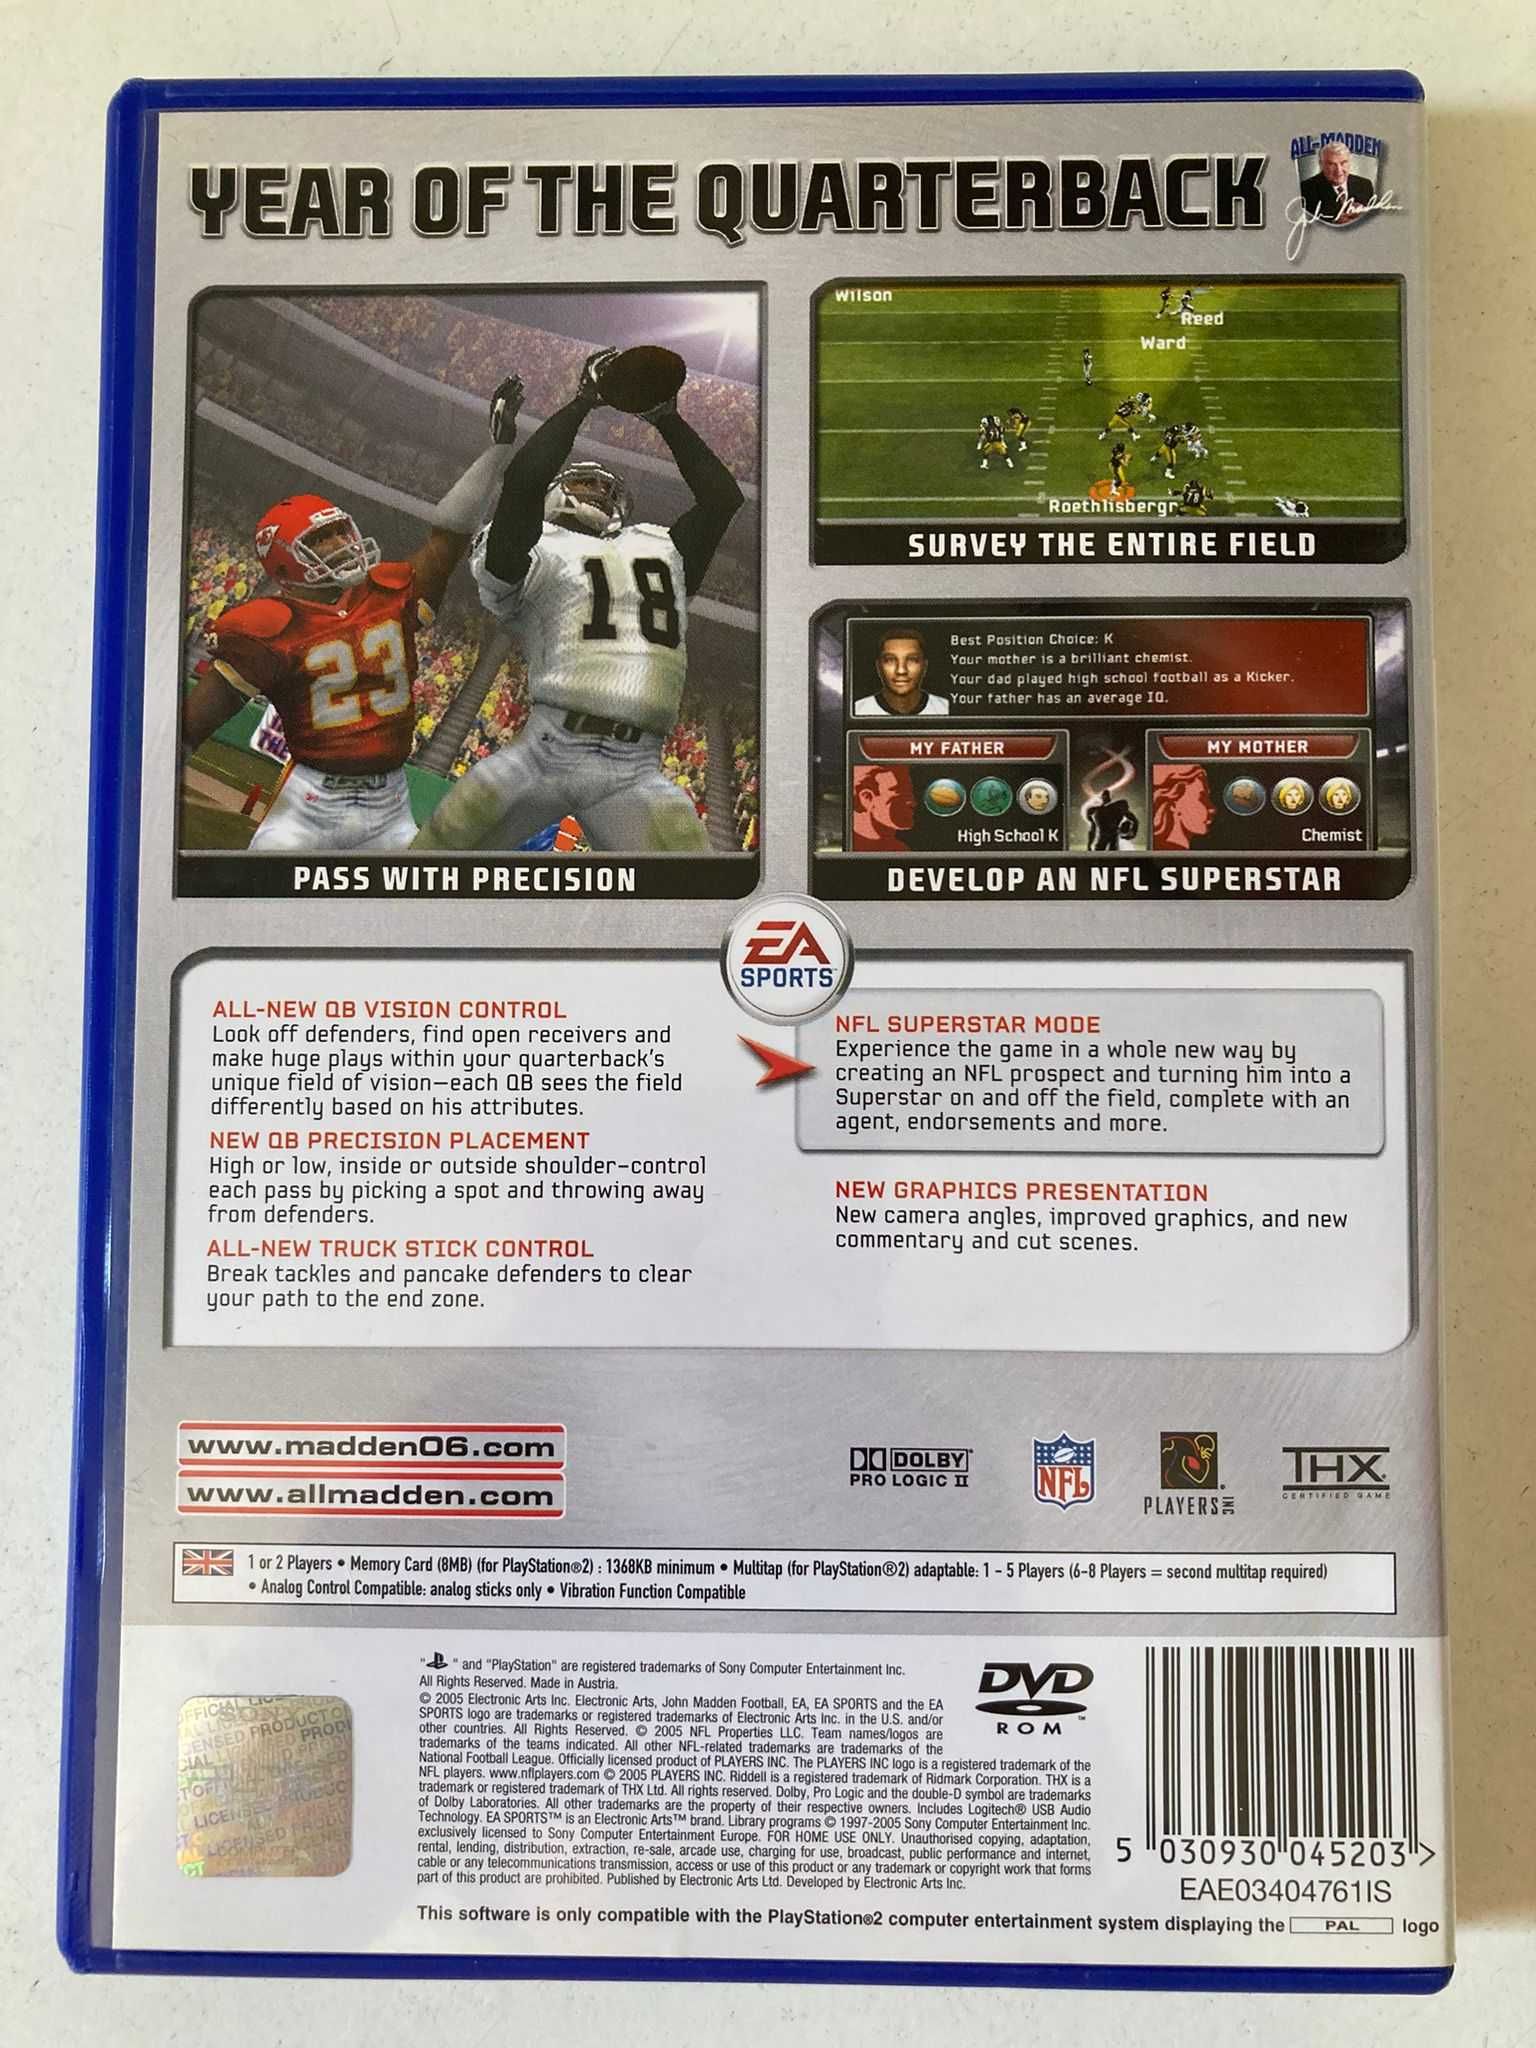 YEAR OF THE QUARTERBACK
ALL-MADDEN
John Madden
23
18
PASS WITH PRECISION
Wilson
Reed
Ward
Roethlisbergr
78
SURVEY THE ENTIRE FIELD
Best Position Choice: K
Your mother is a brilliant chemist.
Your dad played high school football as a Kicker.
Your father has an average IQ.
MY FATHER
High School K
MY MOTHER
Chemist
DEVELOP AN NFL SUPERSTAR
EA
SPORTS™
ALL-NEW QB VISION CONTROL
Look off defenders, find open receivers and
make huge plays within your quarterback's
unique field of vision—each QB sees the field
differently based on his attributes.
NEW QB PRECISION PLACEMENT
High or low, inside or outside shoulder-control
each pass by picking a spot and throwing away
from defenders.
ALL-NEW TRUCK STICK CONTROL
Break tackles and pancake defenders to clear
your path to the end zone.
NFL SUPERSTAR MODE
Experience the game in a whole new way by
creating an NFL prospect and turning him into a
Superstar on and off the field, complete with an
agent, endorsements and more.
NEW GRAPHICS PRESENTATION
New camera angles, improved graphics, and new
commentary and cut scenes.
www.madden06.com
www.allmadden.com
DOLBY®
PRO LOGIC II
NFL
PLAYERS INC
THX®
CERTIFIED GAME
1 or 2 Players • Memory Card (8MB) (for PlayStation®2) : 1368KB minimum • Multitap (for PlayStation®2) adaptable: 1 - 5 Players (6-8 Players = second multitap required)
• Analog Control Compatible: analog sticks only • Vibration Function Compatible
" " and "PlayStation" are registered trademarks of Sony Computer Entertainment Inc.
All Rights Reserved. Made in Austria.
© 2005 Electronic Arts Inc. Electronic Arts, John Madden Football, EA, EA SPORTS and the EA
SPORTS logo are trademarks or registered trademarks of Electronic Arts Inc. in the U.S. and/or
other countries. All Rights Reserved. © 2005 NFL Properties LLC. Team names/logos are
trademarks of the teams indicated. All other NFL-related trademarks are trademarks of the
National Football League. Officially licensed product of PLAYERS INC. The PLAYERS INC logo is a registered trademark of the
NFL players. www.nflplayers.com © 2005 PLAYERS INC. Riddell is a registered trademark of Ridmark Corporation. THX is a
trademark or registered trademark of THX Ltd. All rights reserved. Dolby, Pro Logic and the double-D symbol are trademarks
of Dolby Laboratories. All other trademarks are the property of their respective owners. Includes Logitech® USB Audio
Technology. EA SPORTS™ is an Electronic Arts™ brand. Library programs © 1997-2005 Sony Computer Entertainment Inc.
exclusively licensed to Sony Computer Entertainment Europe. FOR HOME USE ONLY. Unauthorised copying, adaptation,
rental, lending, distribution, extraction, re-sale, arcade use, charging for use, broadcast, public performance and internet,
cable or any telecommunications transmission, access or use of this product or any trademark or copyright work that forms
part of this product are prohibited. Published by Electronic Arts Ltd. Developed by Electronic Arts Inc.
DVD
ROM
™
5 030930 045203 >
EAE03404761IS
This software is only compatible with the PlayStation®2 computer entertainment system displaying the PAL logo
SONY
LICENSED PRODUCT